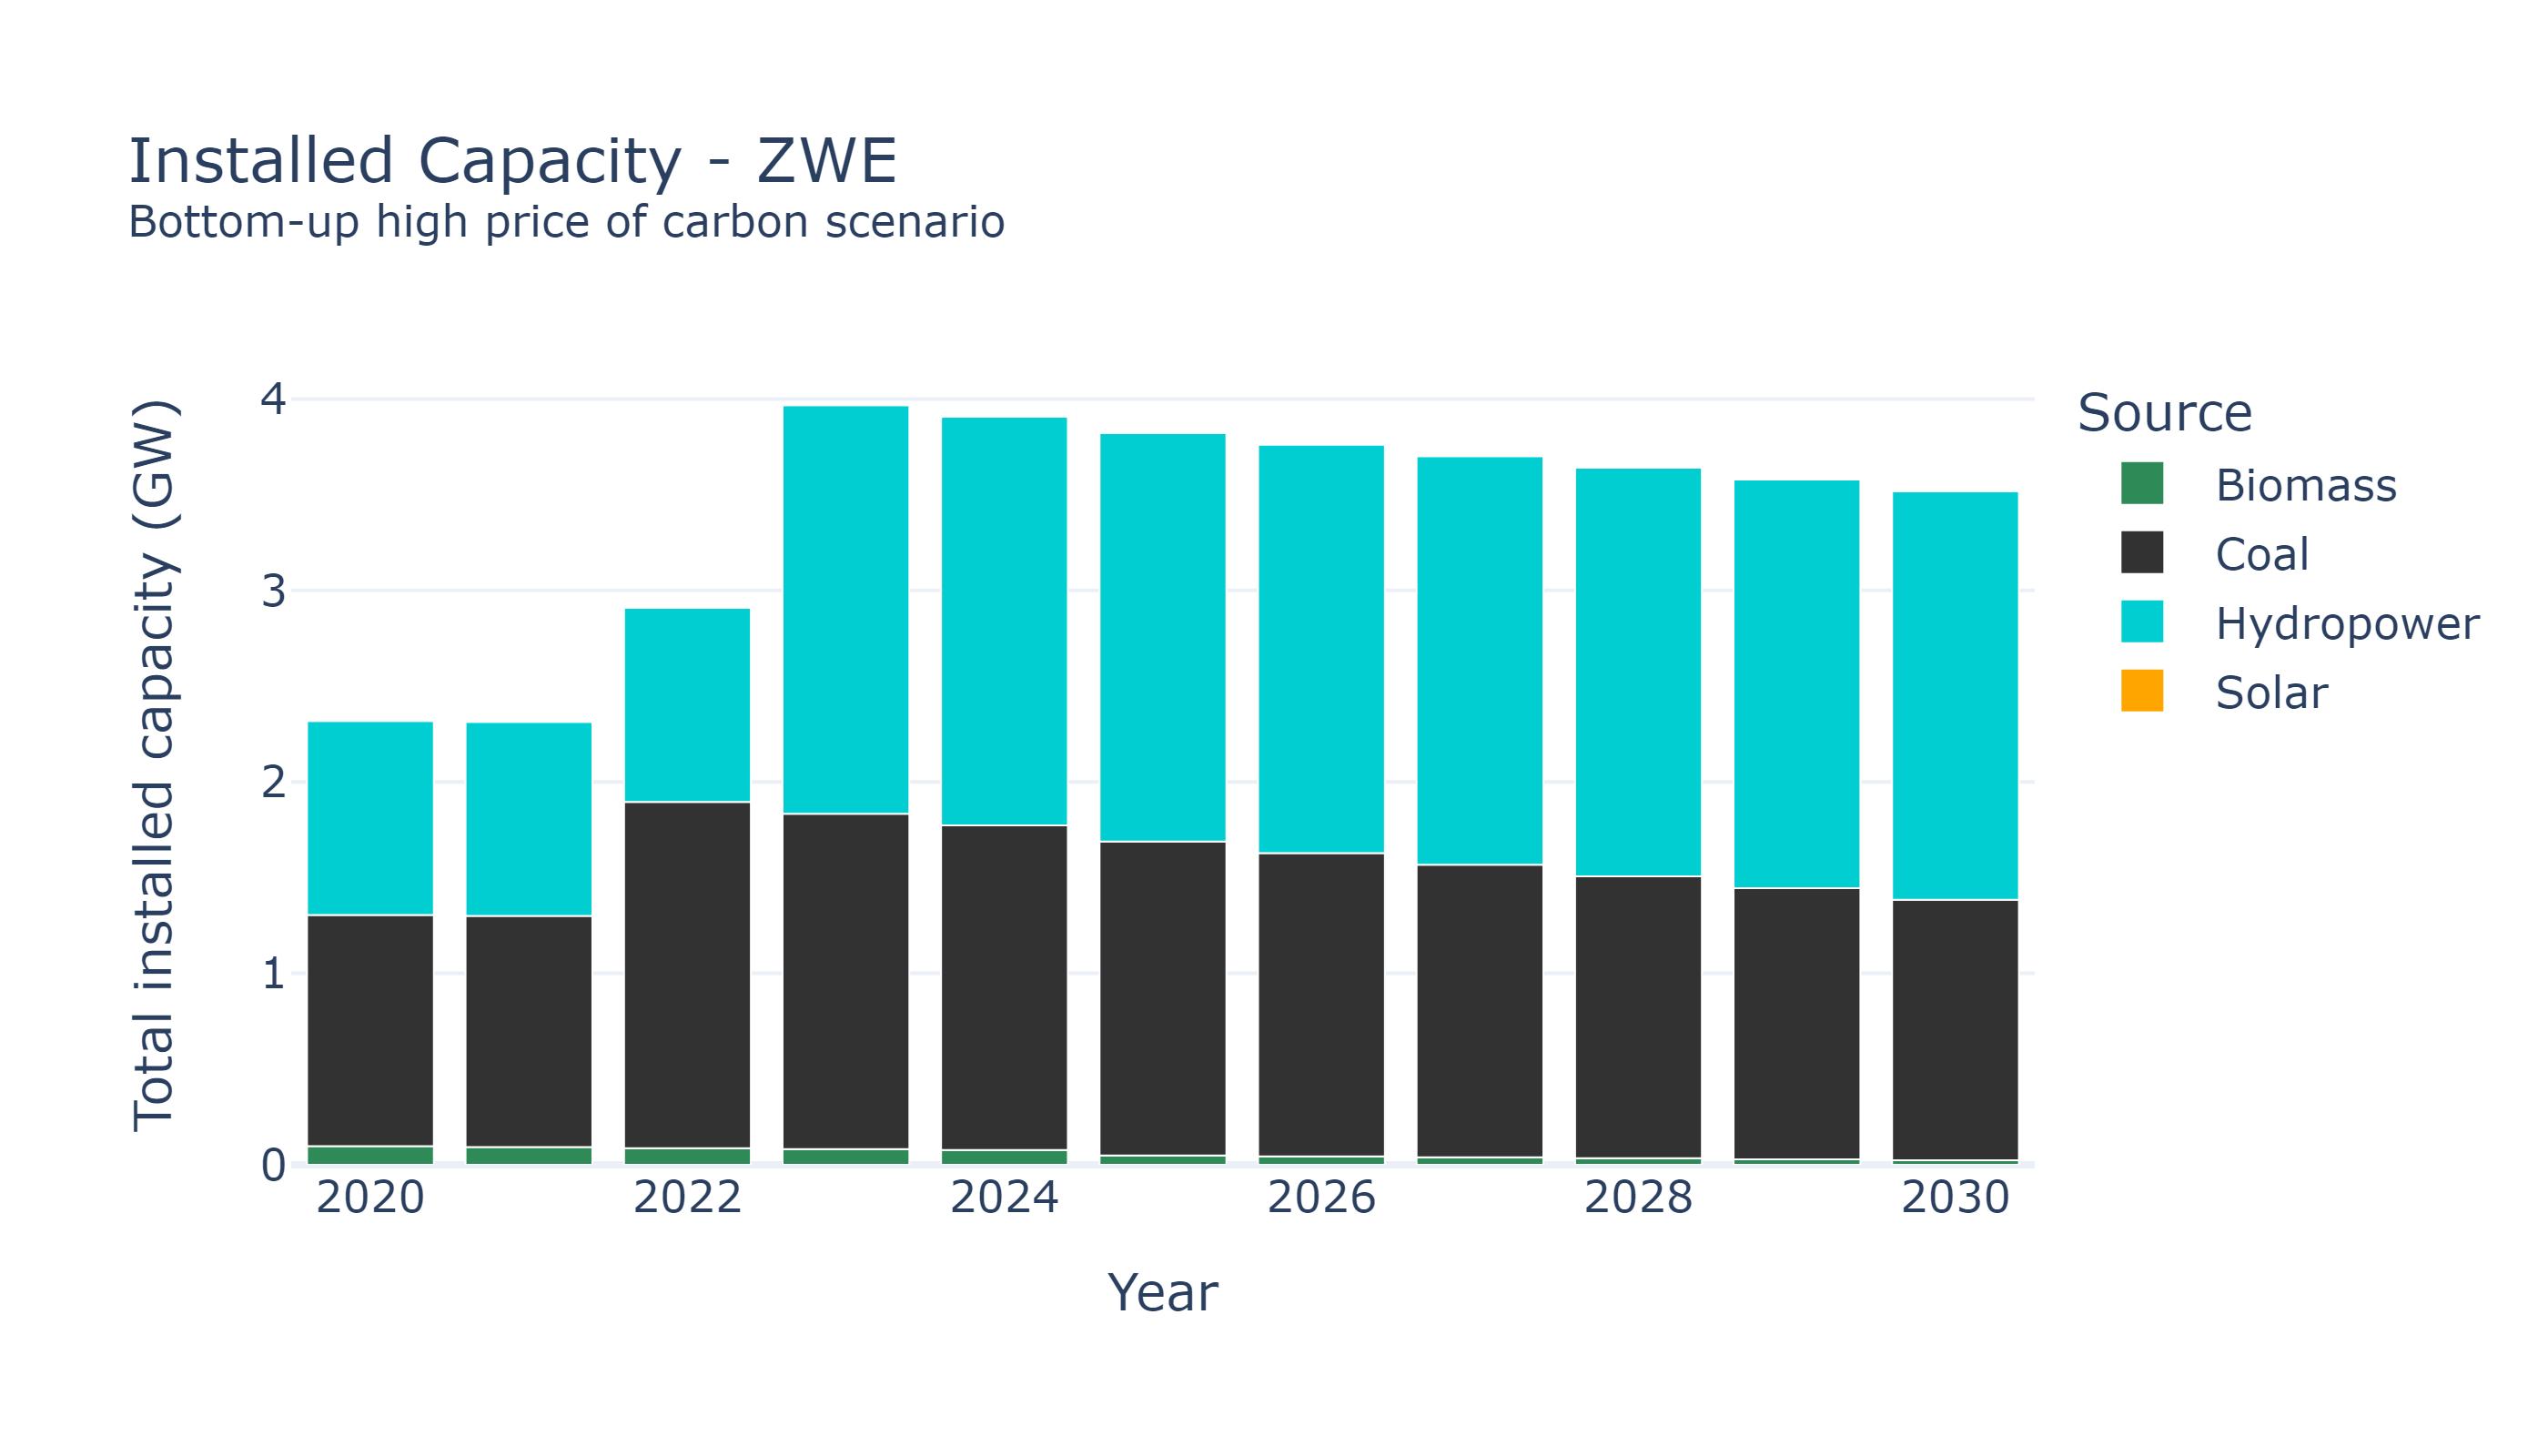 Installed Capacity - ZWE
Bottom-up high price of carbon scenario
Total installed capacity (GW)
4
3
2
1
0
2020
2022
2024
2026
2028
2030
Year
Source
Biomass
Coal
Hydropower
Solar